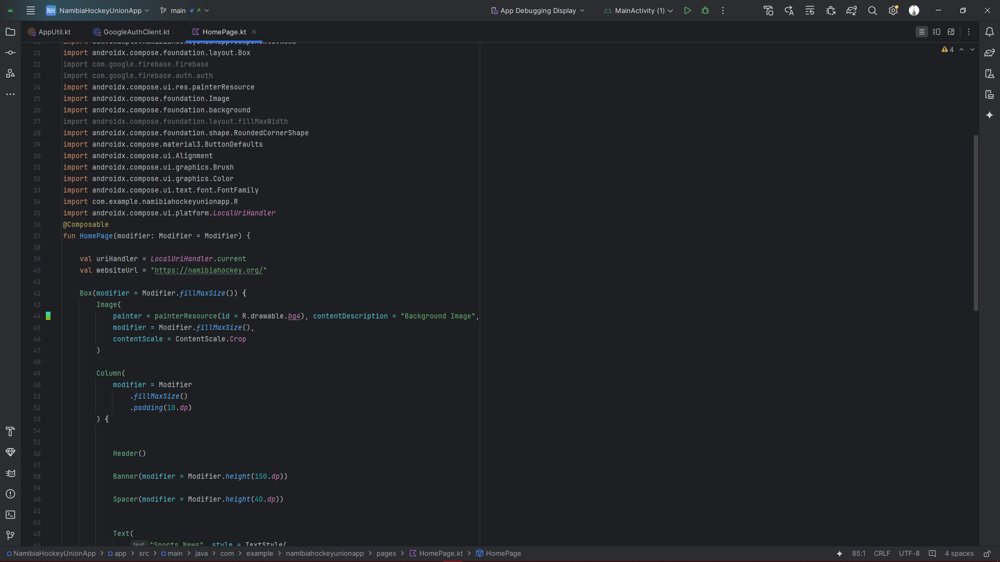 NH NamibiaHockeyUnionApp main App Debugging Display MainActivity (1)
AppUtil.kt GoogleAuthClient.kt HomePage.kt
4
21 import androidx.compose.foundation.layout.Box
22 import com.google.firebase.Firebase
23 import com.google.firebase.auth.auth
24 import androidx.compose.ui.res.painterResource
25 import androidx.compose.foundation.Image
26 import androidx.compose.foundation.background
27 import androidx.compose.foundation.layout.fillMaxWidth
28 import androidx.compose.foundation.shape.RoundedCornerShape
29 import androidx.compose.material3.ButtonDefaults
30 import androidx.compose.ui.Alignment
31 import androidx.compose.ui.graphics.Brush
32 import androidx.compose.ui.graphics.Color
33 import androidx.compose.ui.text.font.FontFamily
34 import com.example.namibiahockeyunionapp.R
35 import androidx.compose.ui.platform.LocalUriHandler
36 @Composable
37 fun HomePage(modifier: Modifier = Modifier) {
38
39 val uriHandler = LocalUriHandler.current
40 val websiteUrl = "https://namibiahockey.org/"
41
42 Box(modifier = Modifier.fillMaxSize()) {
43 Image(
44 painter = painterResource(id = R.drawable.bg4), contentDescription = "Background Image",
45 modifier = Modifier.fillMaxSize(),
46 contentScale = ContentScale.Crop
47 )
48
49 Column(
50 modifier = Modifier
51 .fillMaxSize()
52 .padding(10.dp)
53 ) {
54
55
56 Header()
57
58 Banner(modifier = Modifier.height(150.dp))
59
60 Spacer(modifier = Modifier.height(40.dp))
61
62
63 Text(
64 text: "Sports News", style = TextStyle(
NamibiaHockeyUnionApp > app > src > main > java > com > example > namibiahockeyunionapp > pages > HomePage.kt > HomePage 85:1 CRLF UTF-8 4 spaces